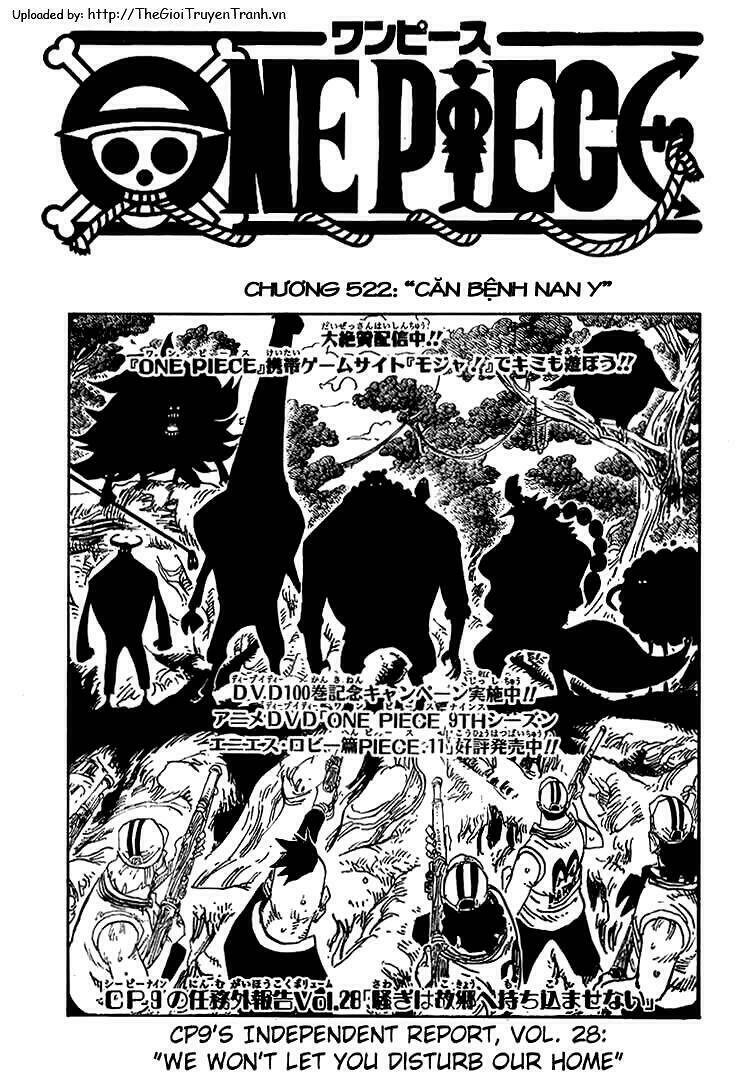 Uploaded by: http://TheGioiTruyenTranh.vn
ワンピース
ONE PIECE
CHƯƠNG 522: “CĂN BỆNH NAN Y”
大絶賛配信中!!
『ONE PIECE』携帯ゲームサイト『モジャ!』でキミも遊ぼう!!
DVD100巻記念キャンペーン実施中!!
アニメDVD「ONE PIECE 9THシーズン
エニエス・ロビー篇PIECE.11」好評発売中!!
CP9の任務外報告Vol.28「騒ぎは故郷へ持ち込ませない」
CP9'S INDEPENDENT REPORT, VOL. 28:
"WE WON'T LET YOU DISTURB OUR HOME"